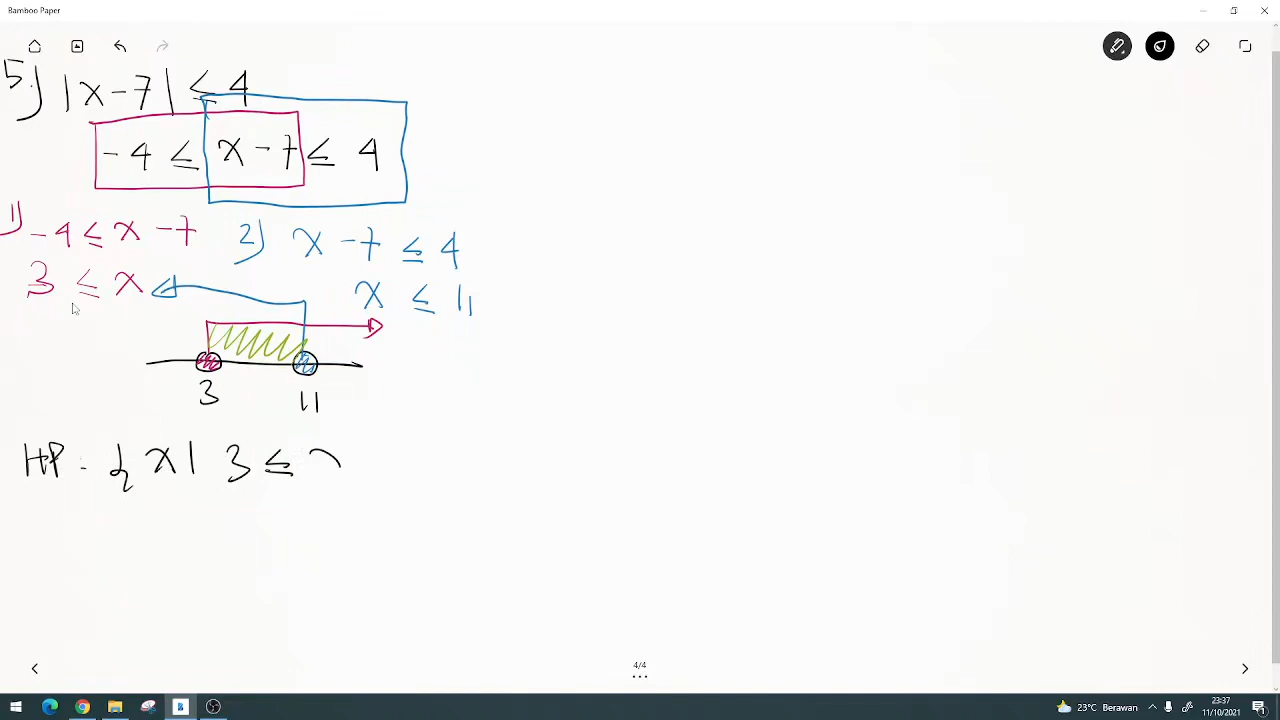 Bamboo Paper
5.) |x-7| ≤ 4
-4 ≤ x-7 ≤ 4
1) -4 ≤ x -7
2) x -7 ≤ 4
3 ≤ x
x ≤ 11
3 11
HP : { x | 3 ≤
4/4
23°C Berawan
23:37
11/10/2021
1